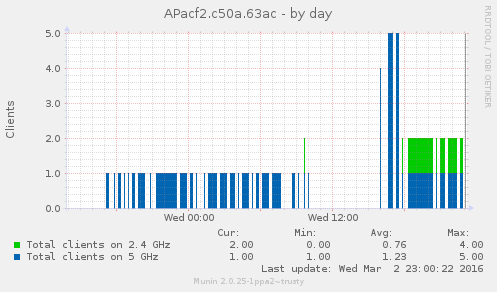 APacf2.c50a.63ac - by day
RRDTOOL / TOBI OETIKER
Clients
5.0
4.0
3.0
2.0
1.0
0.0
Wed 00:00 Wed 12:00
Cur: Min: Avg: Max:
Total clients on 2.4 GHz 2.00 0.00 0.76 4.00
Total clients on 5 GHz 1.00 1.00 1.23 5.00
Last update: Wed Mar 2 23:00:22 2016
Munin 2.0.25-1ppa2~trusty